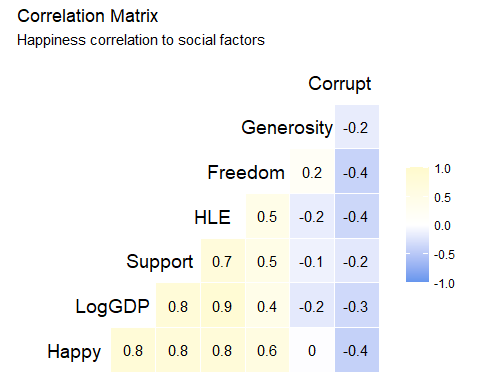 Correlation Matrix
Happiness correlation to social factors
Corrupt
Generosity -0.2
Freedom 0.2 -0.4
HLE 0.5 -0.2 -0.4
Support 0.7 0.5 -0.1 -0.2
LogGDP 0.8 0.9 0.4 -0.2 -0.3
Happy 0.8 0.8 0.8 0.6 0 -0.4
1.0
0.5
0.0
-0.5
-1.0